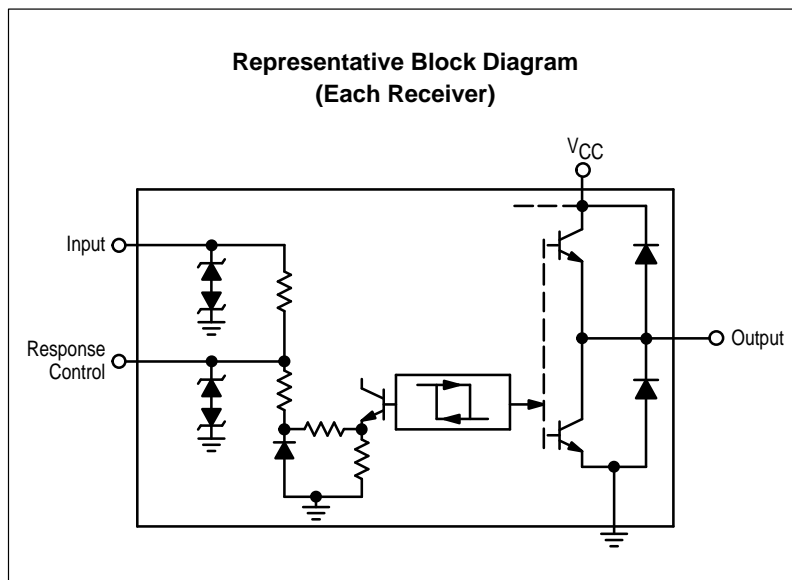 Representative Block Diagram
(Each Receiver)
VCC
Input
Response
Control
Output